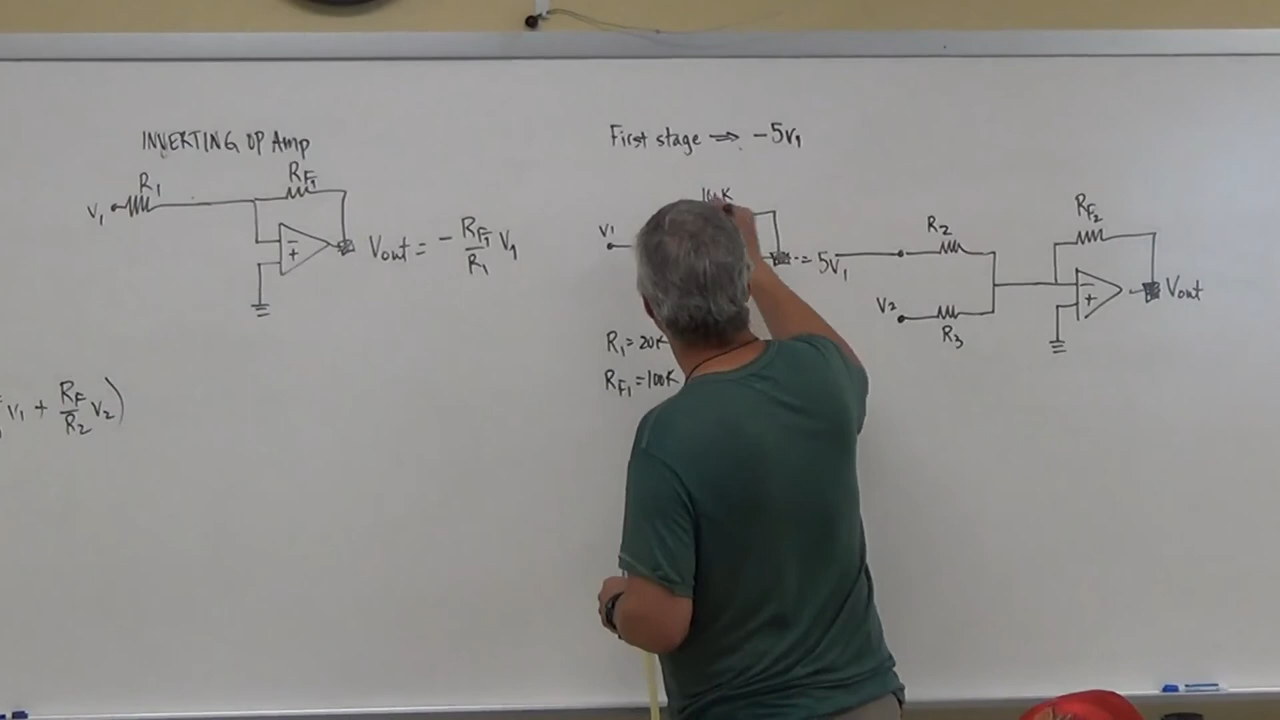 INVERTING OP Amp
R1
RF1
V1
Vout = - RF1/R1 V1
V1 + RF/R2 V2)
First stage ⇒ -5V1
100K
V1
= 5V1
R1 = 20K
RF1 = 100K
R2
V2
R3
RF2
Vout